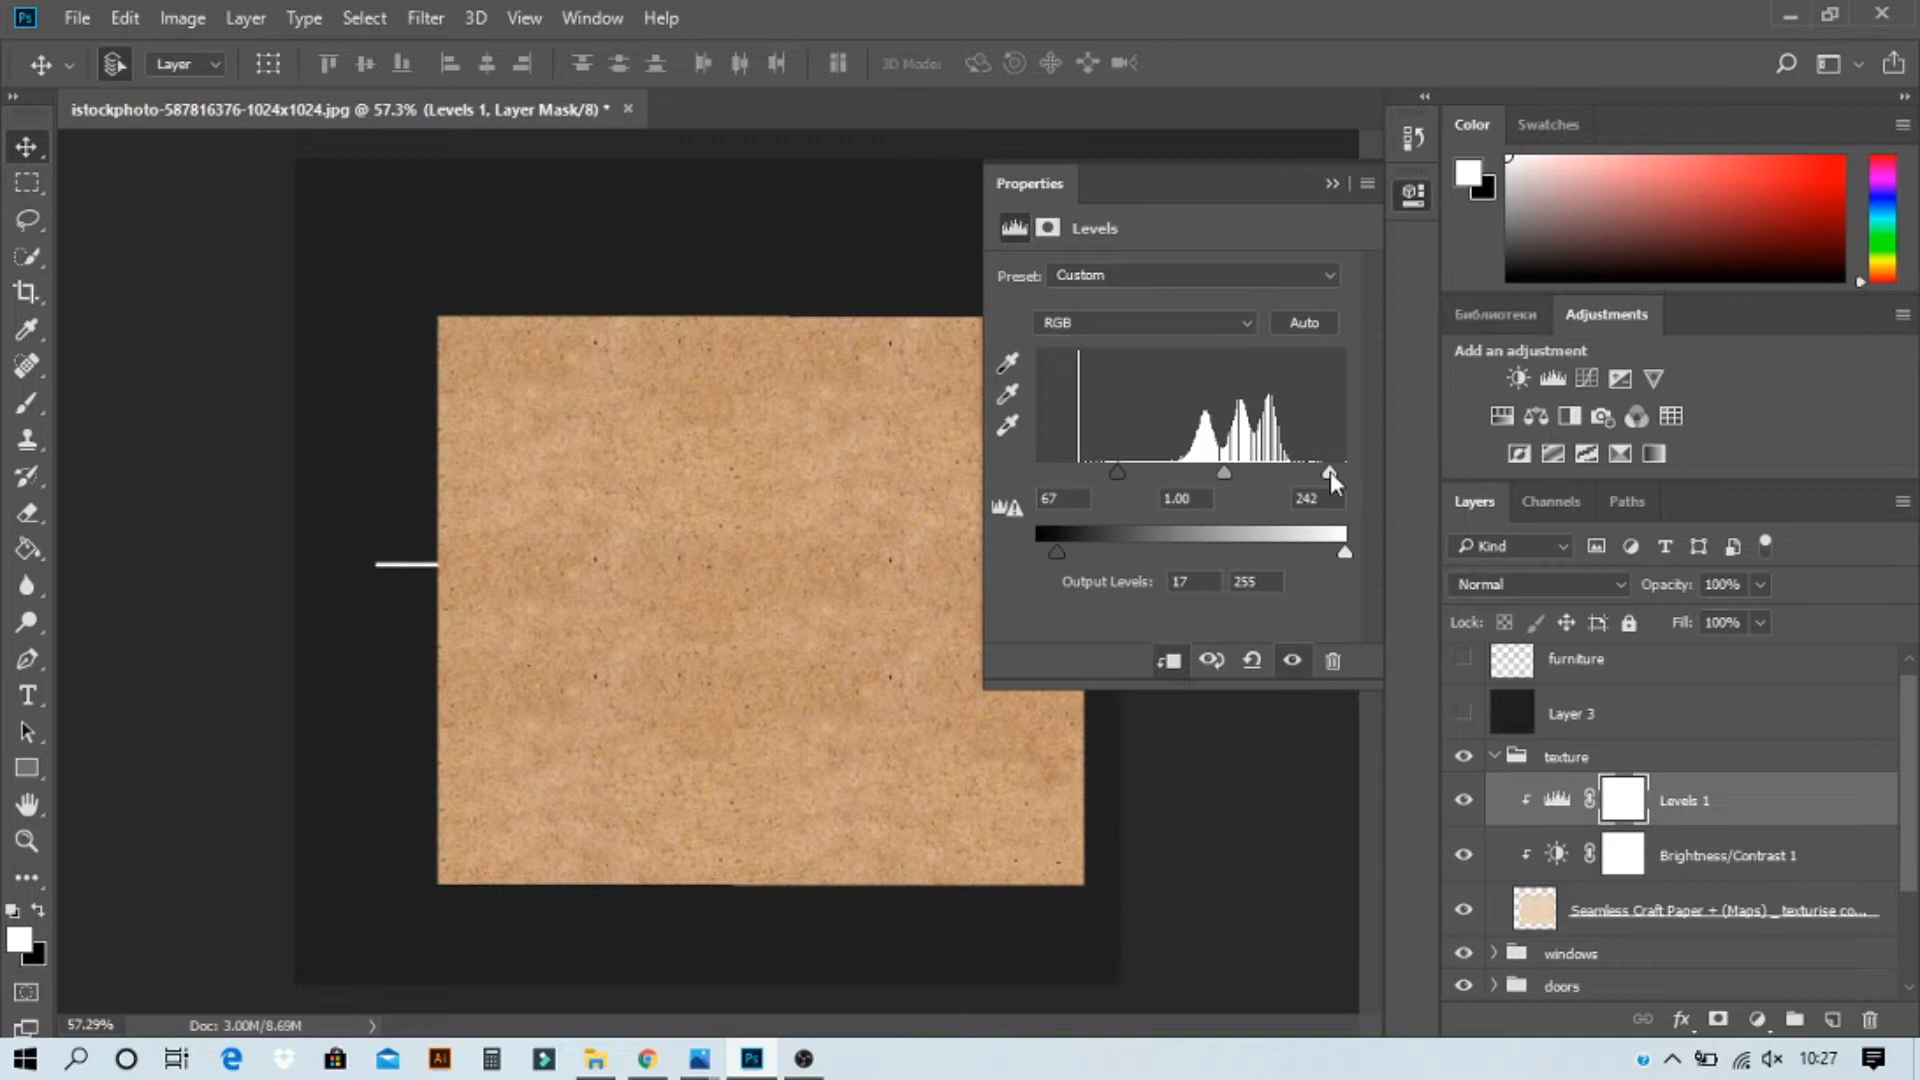 Ps File Edit Image Layer Type Select Filter 3D View Window Help
Layer 3D Mode:
istockphoto-587816376-1024x1024.jpg @ 57.3% (Levels 1, Layer Mask/8) *
Color Swatches
Properties
Levels
Preset: Custom
RGB Auto
67 1.00 242
Output Levels: 17 255
Библиотеки Adjustments
Add an adjustment
Layers Channels Paths
Kind
Normal Opacity: 100%
Lock: Fill: 100%
furniture
Layer 3
texture
Levels 1
Brightness/Contrast 1
Seamless Craft Paper + (Maps) _ texturise co...
windows
doors
57.29% Doc: 3.00M/8.69M
Ai Ps 10:27